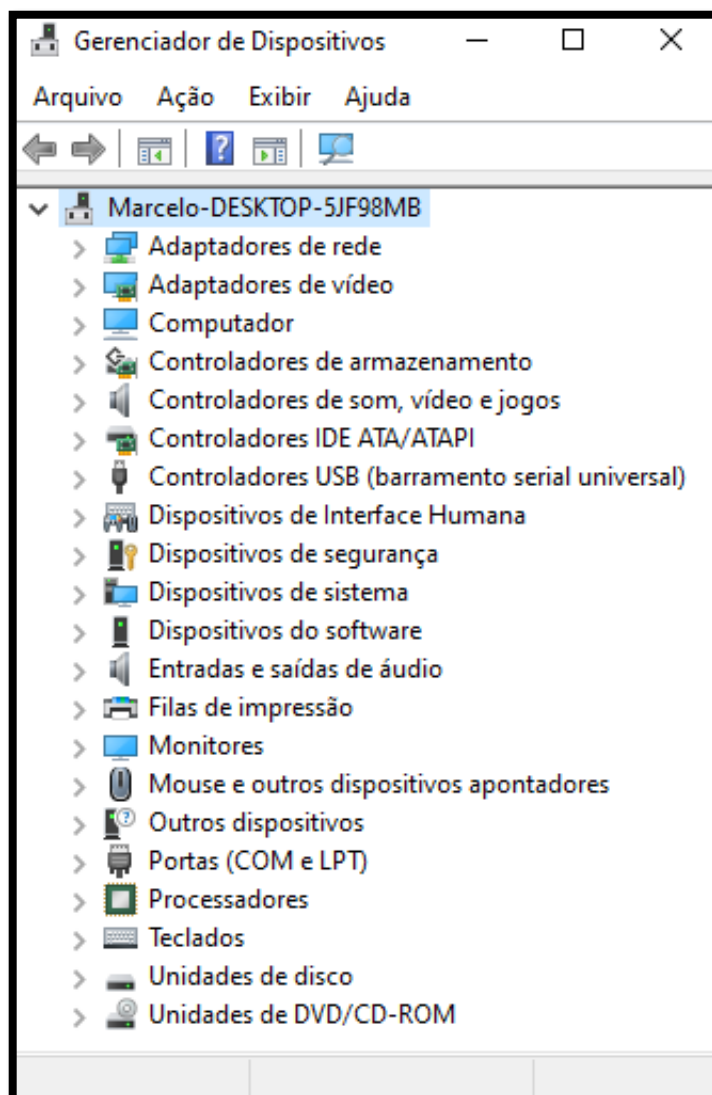 Gerenciador de Dispositivos
Arquivo Ação Exibir Ajuda
Marcelo-DESKTOP-5JF98MB
Adaptadores de rede
Adaptadores de vídeo
Computador
Controladores de armazenamento
Controladores de som, vídeo e jogos
Controladores IDE ATA/ATAPI
Controladores USB (barramento serial universal)
Dispositivos de Interface Humana
Dispositivos de segurança
Dispositivos de sistema
Dispositivos do software
Entradas e saídas de áudio
Filas de impressão
Monitores
Mouse e outros dispositivos apontadores
Outros dispositivos
Portas (COM e LPT)
Processadores
Teclados
Unidades de disco
Unidades de DVD/CD-ROM